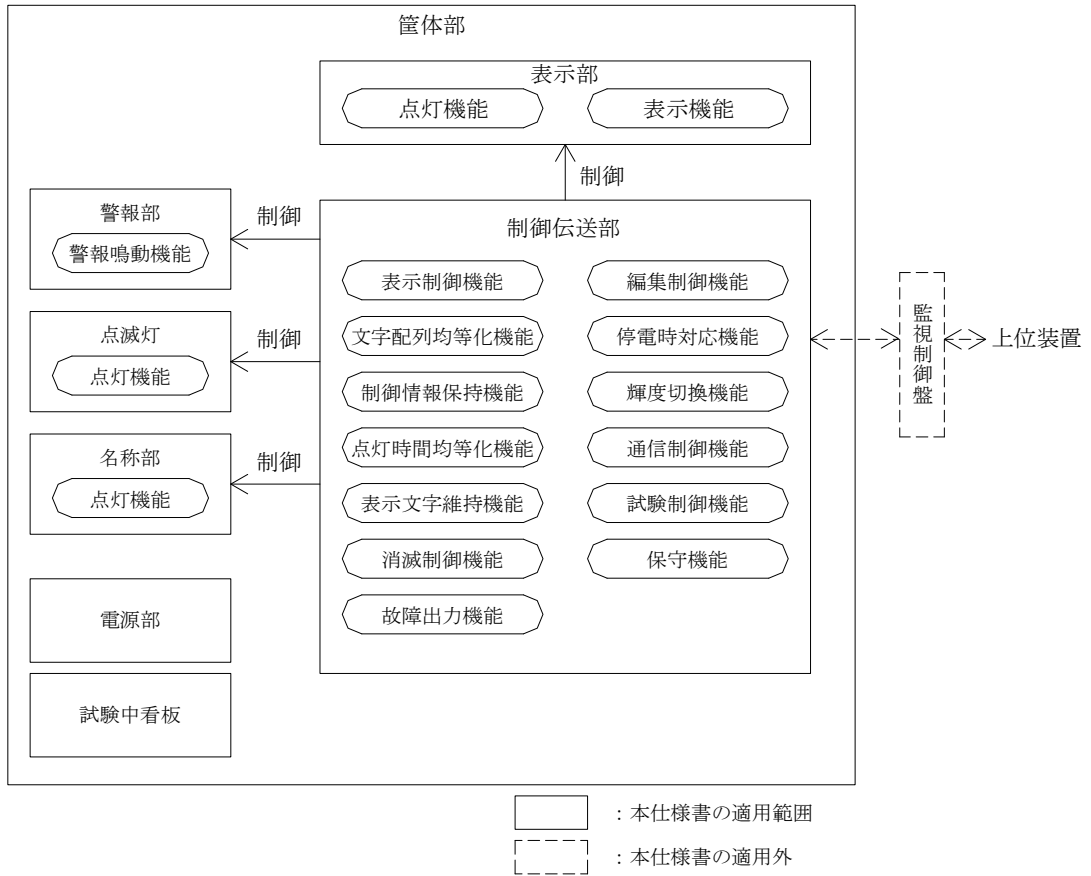 筐体部
表示部
点灯機能
表示機能
制御
警報部
警報鳴動機能
制御
点滅灯
点灯機能
制御
名称部
点灯機能
制御
電源部
試験中看板
制御伝送部
表示制御機能
編集制御機能
文字配列均等化機能
停電時対応機能
制御情報保持機能
輝度切換機能
点灯時間均等化機能
通信制御機能
表示文字維持機能
試験制御機能
消滅制御機能
保守機能
故障出力機能
監視制御盤
上位装置
：本仕様書の適用範囲
：本仕様書の適用外